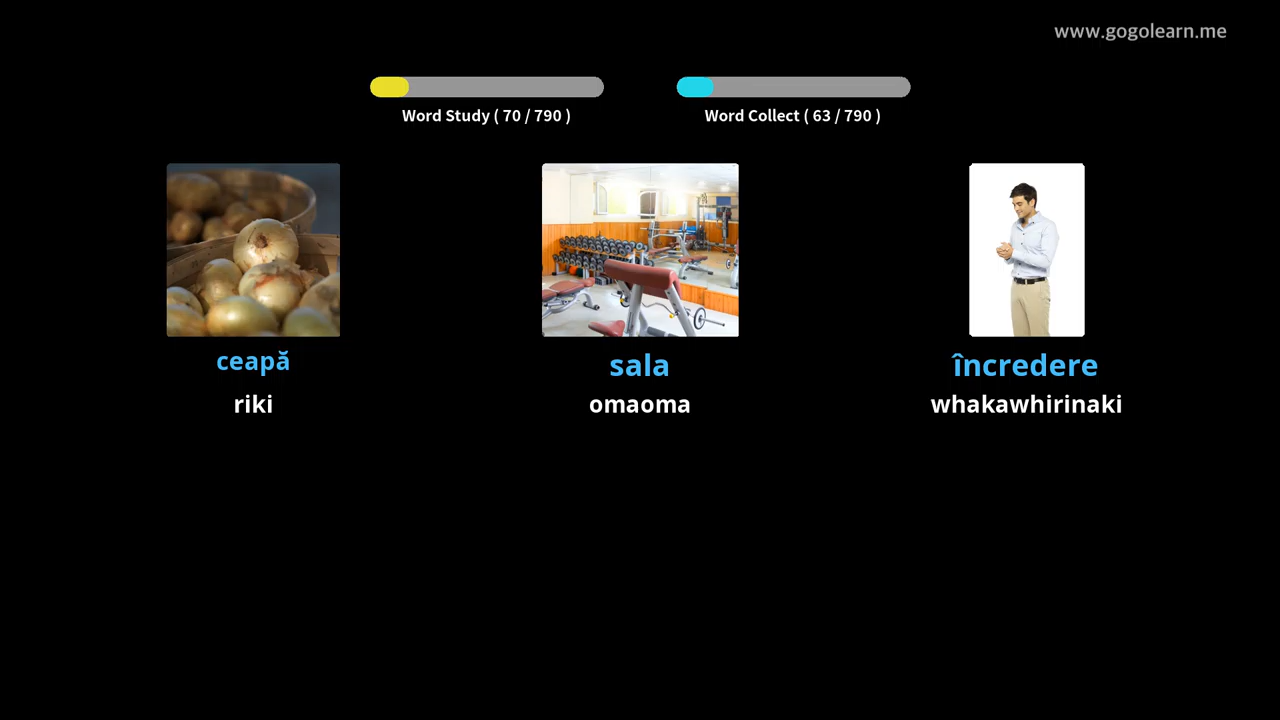 www.gogolearn.me
Word Study ( 70 / 790 )
Word Collect ( 63 / 790 )
ceapă
sala
încredere
riki
omaoma
whakawhirinaki